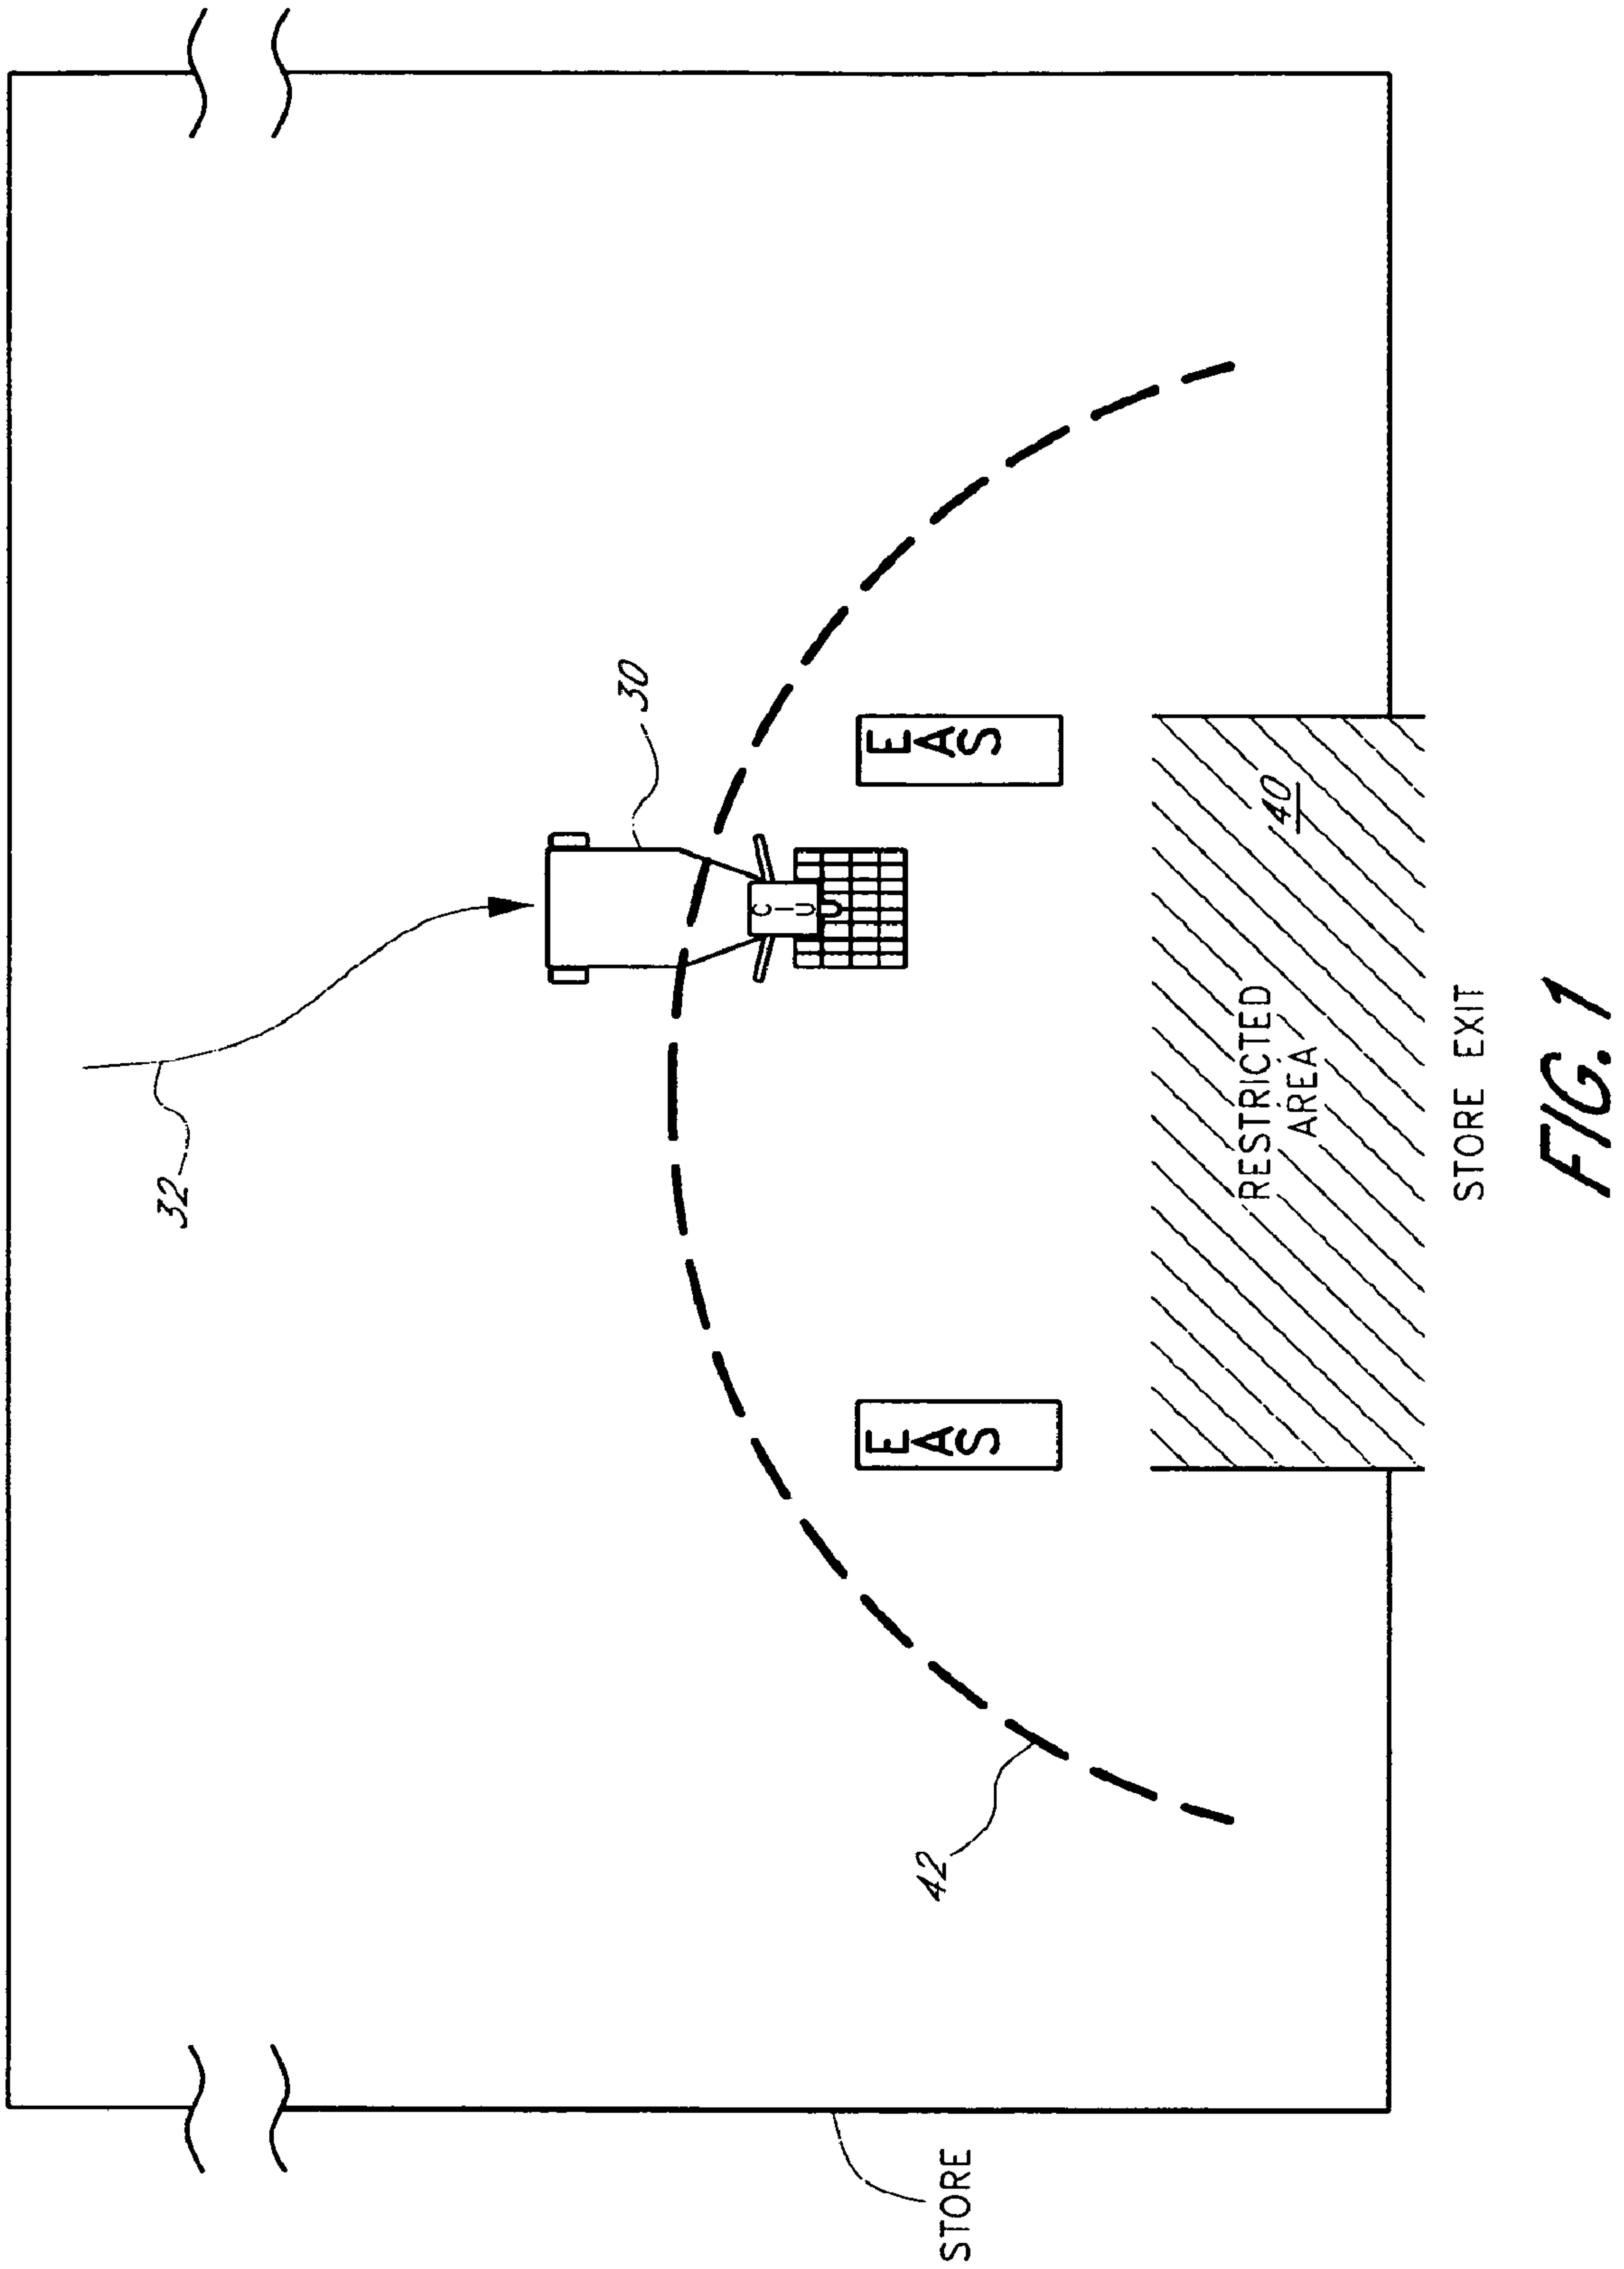 32
30
CIU
EAS
EAS
42
STORE
40
RESTRICTED
AREA
STORE EXIT
FIG. 1